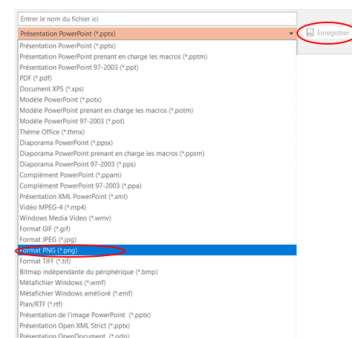 Entrer le nom du fichier ici
Présentation PowerPoint (*.pptx)
Enregistrer
Présentation PowerPoint (*.pptx)
Présentation PowerPoint prenant en charge les macros (*.pptm)
Présentation PowerPoint 97-2003 (*.ppt)
PDF (*.pdf)
Document XPS (*.xps)
Modèle PowerPoint (*.potx)
Modèle PowerPoint prenant en charge les macros (*.potm)
Modèle PowerPoint 97-2003 (*.pot)
Thème Office (*.thmx)
Diaporama PowerPoint (*.ppsx)
Diaporama PowerPoint prenant en charge les macros (*.ppsm)
Diaporama PowerPoint 97-2003 (*.pps)
Complément PowerPoint (*.ppam)
Complément PowerPoint 97-2003 (*.ppa)
Présentation XML PowerPoint (*.xml)
Vidéo MPEG-4 (*.mp4)
Windows Media Video (*.wmv)
Format GIF (*.gif)
Format JPEG (*.jpg)
Format PNG (*.png)
Format TIFF (*.tif)
Bitmap indépendante du périphérique (*.bmp)
Métafichier Windows (*.wmf)
Métafichier Windows amélioré (*.emf)
Plan/RTF (*.rtf)
Présentation de l'image PowerPoint (*.pptx)
Présentation Open XML Strict (*.pptx)
Présentation OpenDocument (*.odp)